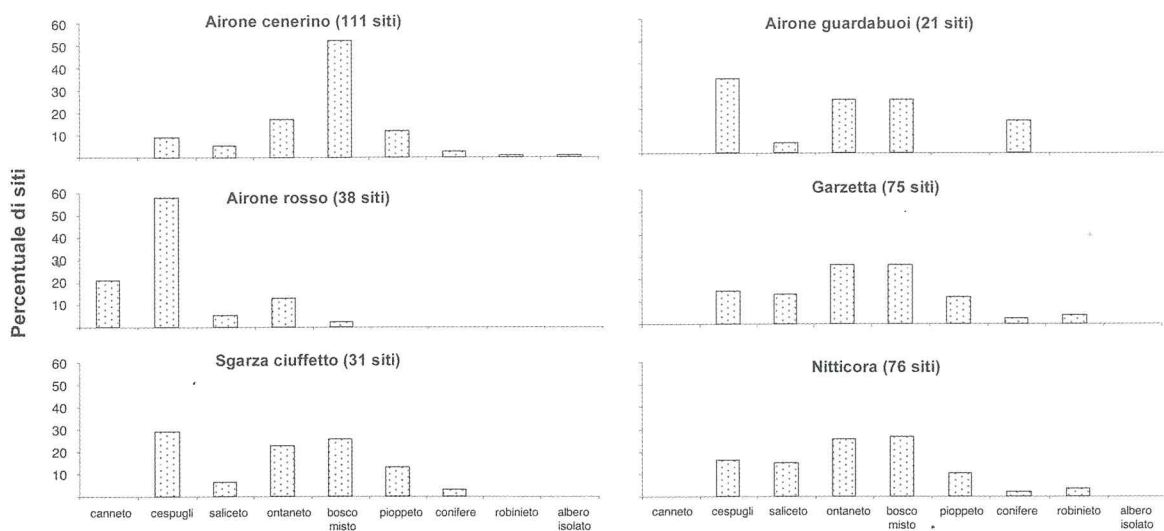 Percentuale di siti
Airone cenerino (111 siti)
60
50
40
30
20
10
Airone guardabuoi (21 siti)
Airone rosso (38 siti)
60
50
40
30
20
10
Garzetta (75 siti)
Sgarza ciuffetto (31 siti)
60
50
40
30
20
10
canneto cespugli saliceto ontaneto bosco misto pioppeto conifere robinieto albero isolato
Nitticora (76 siti)
canneto cespugli saliceto ontaneto bosco misto pioppeto conifere robinieto albero isolato